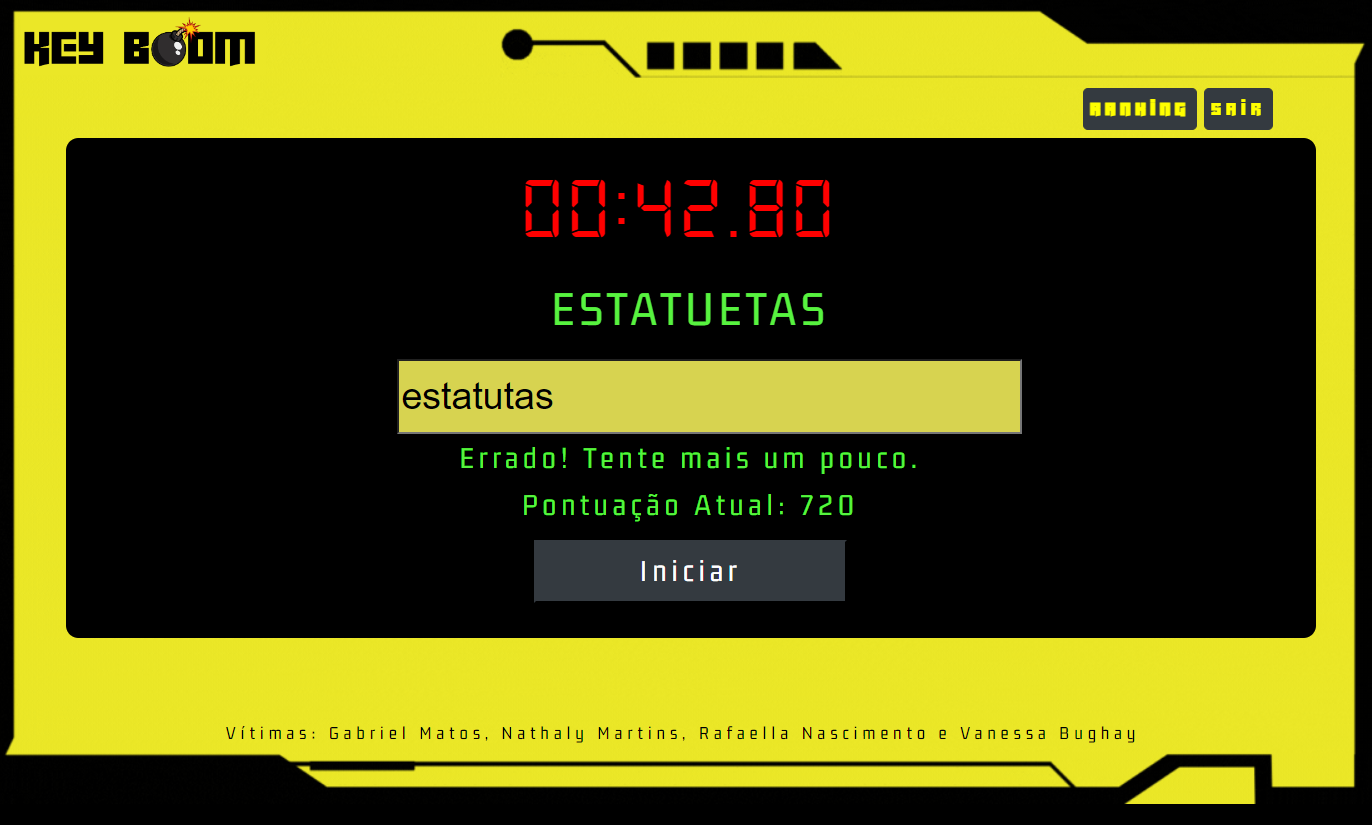 KEY BOOM
RANKING SAIR
00:42.80
ESTATUETAS
estatutas
Errado! Tente mais um pouco.
Pontuação Atual: 720
Iniciar
Vítimas: Gabriel Matos, Nathaly Martins, Rafaella Nascimento e Vanessa Bughay